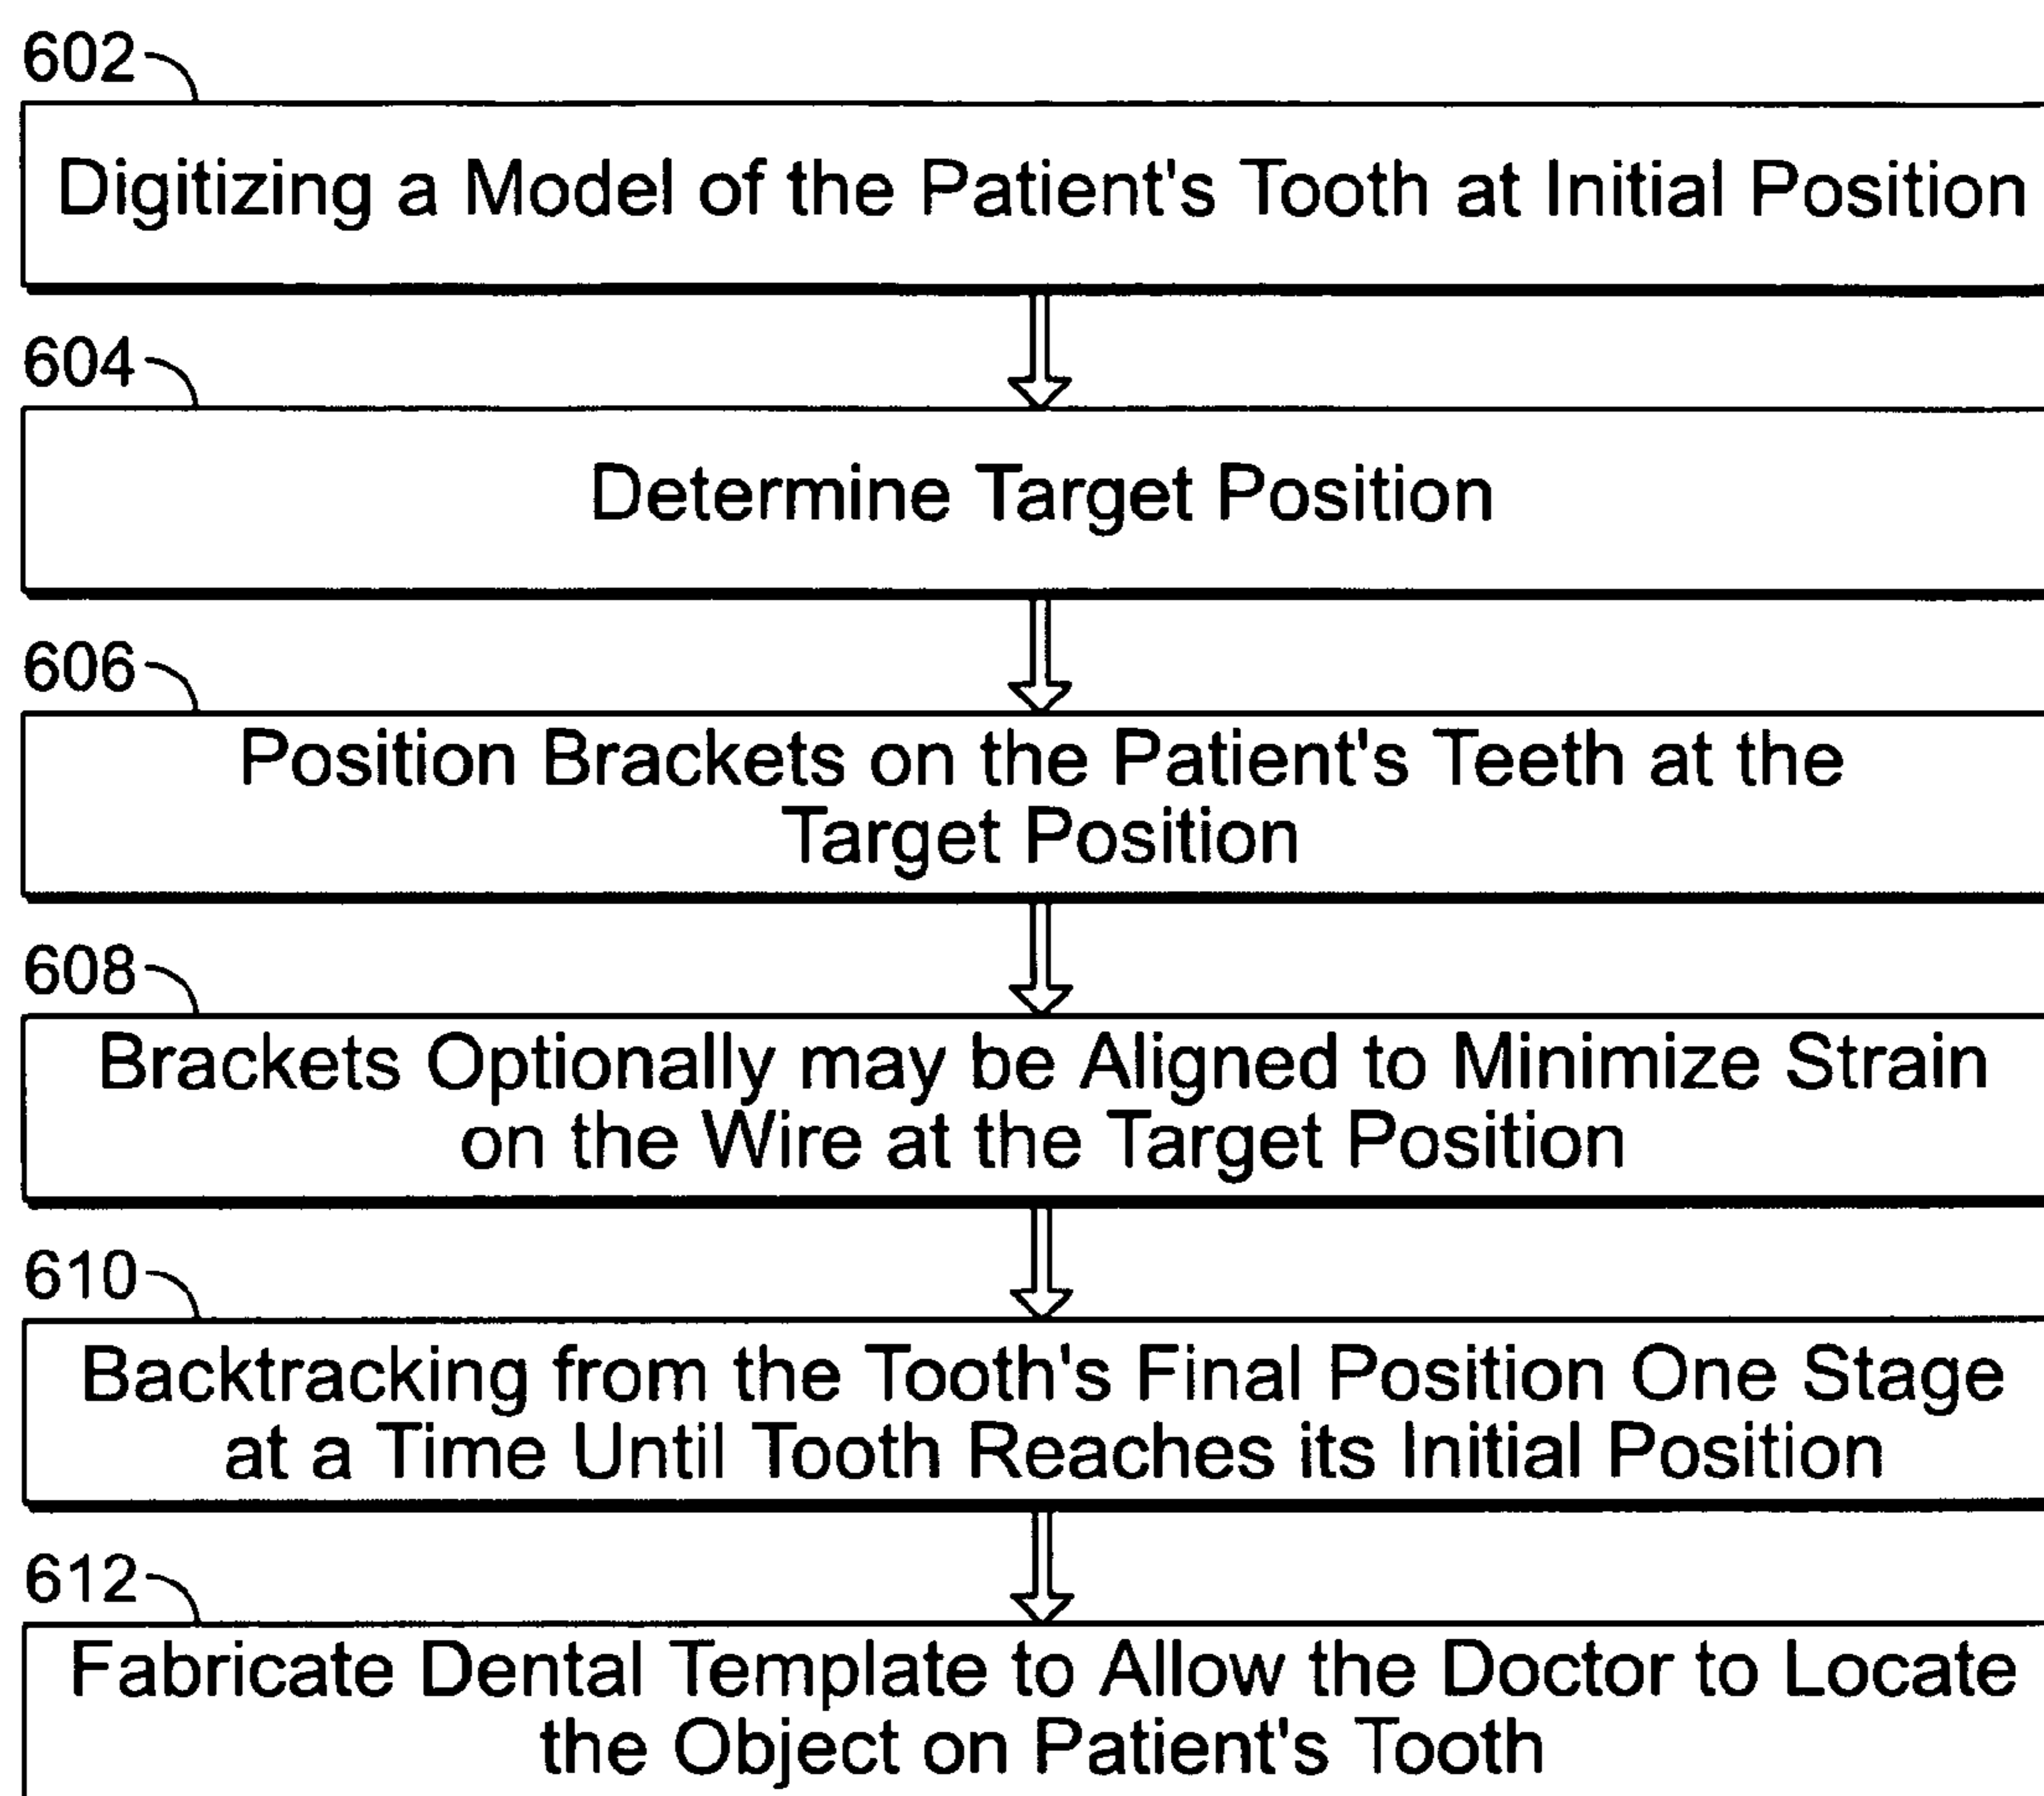 602
Digitizing a Model of the Patient's Tooth at Initial Position
604
Determine Target Position
606
Position Brackets on the Patient's Teeth at the
Target Position
608
Brackets Optionally may be Aligned to Minimize Strain
on the Wire at the Target Position
610
Backtracking from the Tooth's Final Position One Stage
at a Time Until Tooth Reaches its Initial Position
612
Fabricate Dental Template to Allow the Doctor to Locate
the Object on Patient's Tooth